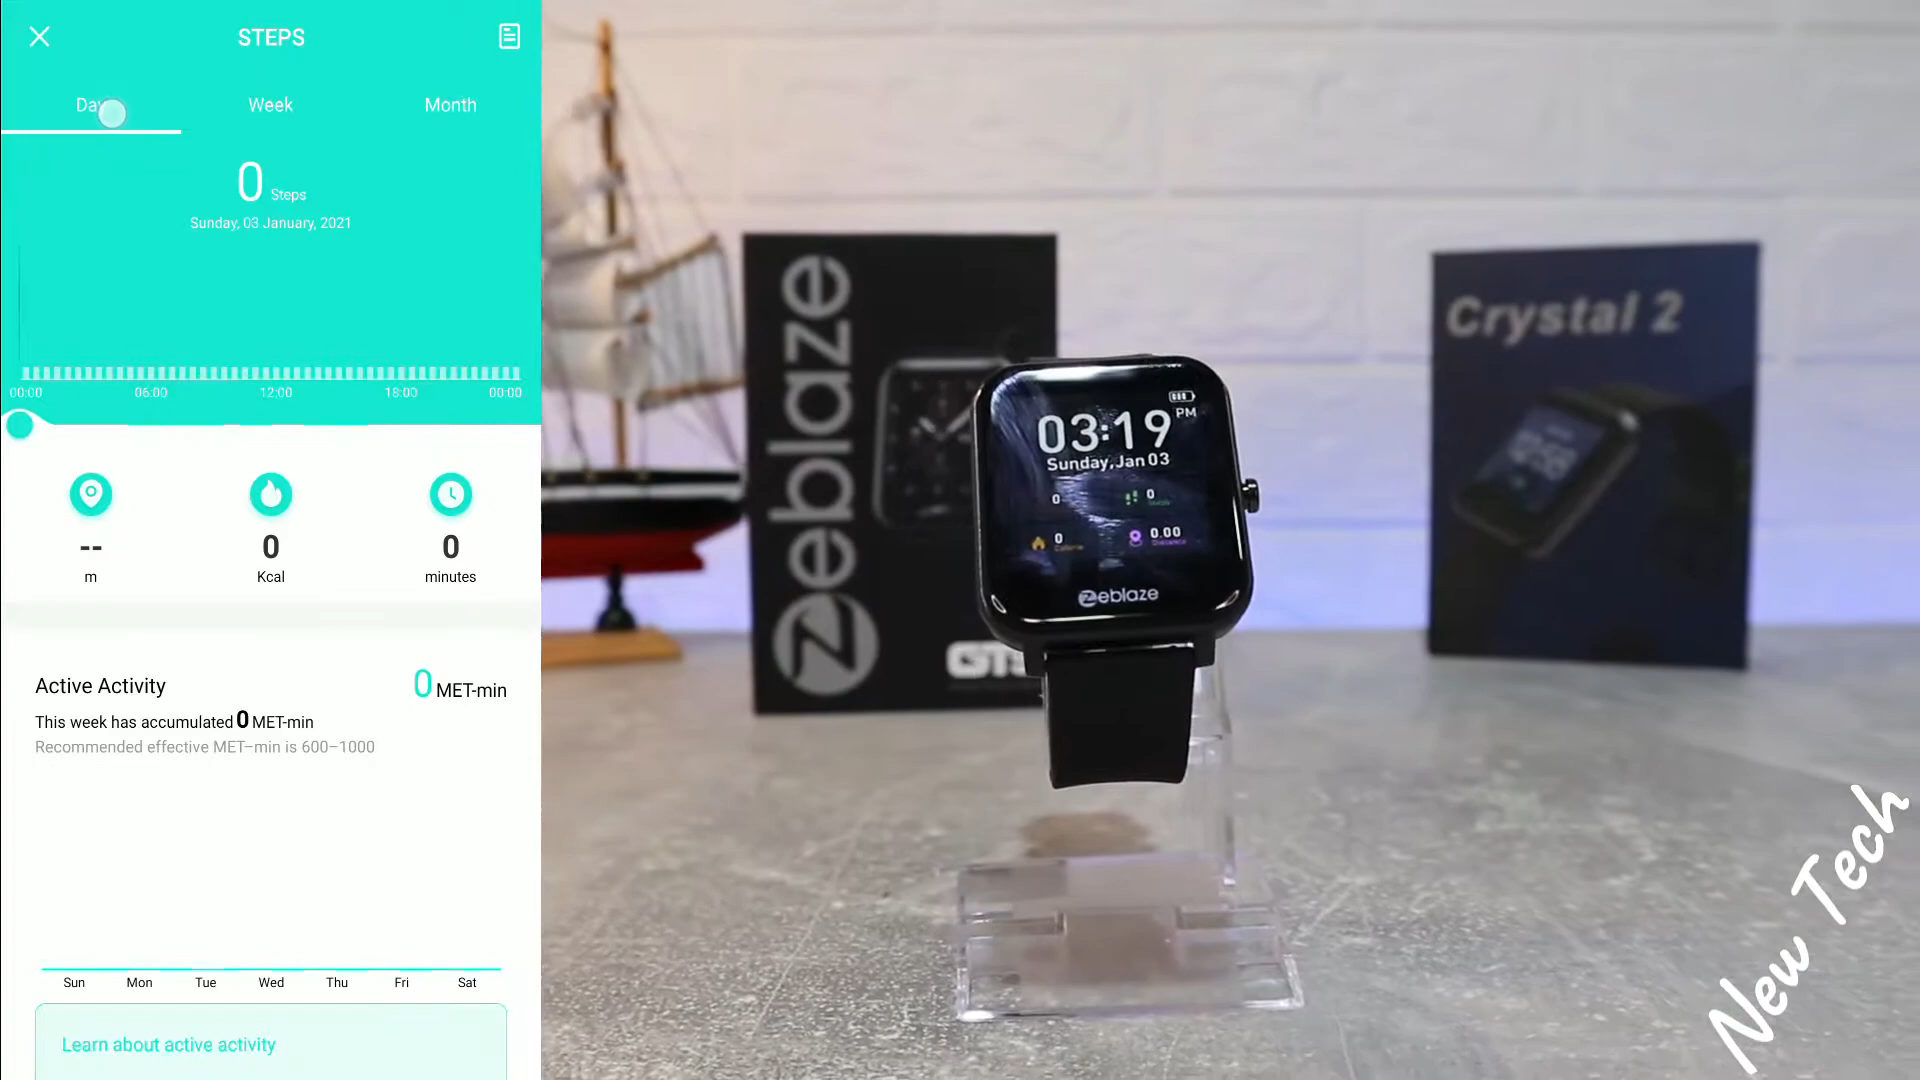 STEPS
Day
Week
Month
0 Steps
Sunday, 03 January, 2021
00:00
06:00
12:00
18:00
00:00
--
m
0
Kcal
0
minutes
Active Activity
0 MET-min
This week has accumulated 0 MET-min
Recommended effective MET-min is 600-1000
Sun
Mon
Tue
Wed
Thu
Fri
Sat
Learn about active activity
zeblaze
Crystal 2
03:19 PM
Sunday,Jan 03
0
0
0
0.00
zeblaze
New Tech